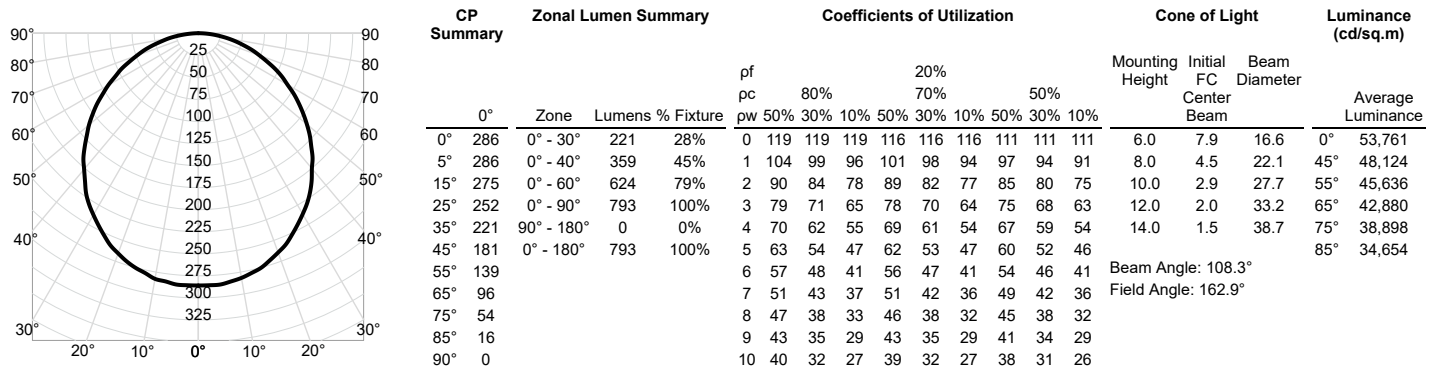 90° 90
80° 80
70° 70
60° 60
50° 50°
40° 40°
30° 30°
20° 10° 0° 10° 20°
25
50
75
100
125
150
175
200
225
250
275
300
325
CP Summary
0°
0° 286
5° 286
15° 275
25° 252
35° 221
45° 181
55° 139
65° 96
75° 54
85° 16
90° 0
Zonal Lumen Summary
Zone Lumens % Fixture
0° - 30° 221 28%
0° - 40° 359 45%
0° - 60° 624 79%
0° - 90° 793 100%
90° - 180° 0 0%
0° - 180° 793 100%
Coefficients of Utilization
ρf 20%
ρc 80% 70% 50%
ρw 50% 30% 10% 50% 30% 10% 50% 30% 10%
0 119 119 119 116 116 116 111 111 111
1 104 99 96 101 98 94 97 94 91
2 90 84 78 89 82 77 85 80 75
3 79 71 65 78 70 64 75 68 63
4 70 62 55 69 61 54 67 59 54
5 63 54 47 62 53 47 60 52 46
6 57 48 41 56 47 41 54 46 41
7 51 43 37 51 42 36 49 42 36
8 47 38 33 46 38 32 45 38 32
9 43 35 29 43 35 29 41 34 29
10 40 32 27 39 32 27 38 31 26
Cone of Light
Mounting Height Initial FC Center Beam Beam Diameter
6.0 7.9 16.6
8.0 4.5 22.1
10.0 2.9 27.7
12.0 2.0 33.2
14.0 1.5 38.7
Beam Angle: 108.3°
Field Angle: 162.9°
Luminance
(cd/sq.m)
Average
Luminance
0° 53,761
45° 48,124
55° 45,636
65° 42,880
75° 38,898
85° 34,654